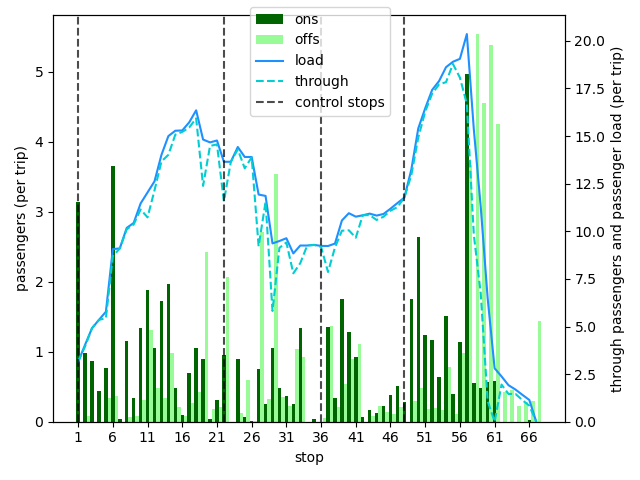 ons
offs
load
through
control stops
passengers (per trip)
0
1
2
3
4
5
0.0
2.5
5.0
7.5
10.0
12.5
15.0
17.5
20.0
through passengers and passenger load (per trip)
1 6 11 16 21 26 31 36 41 46 51 56 61 66
stop